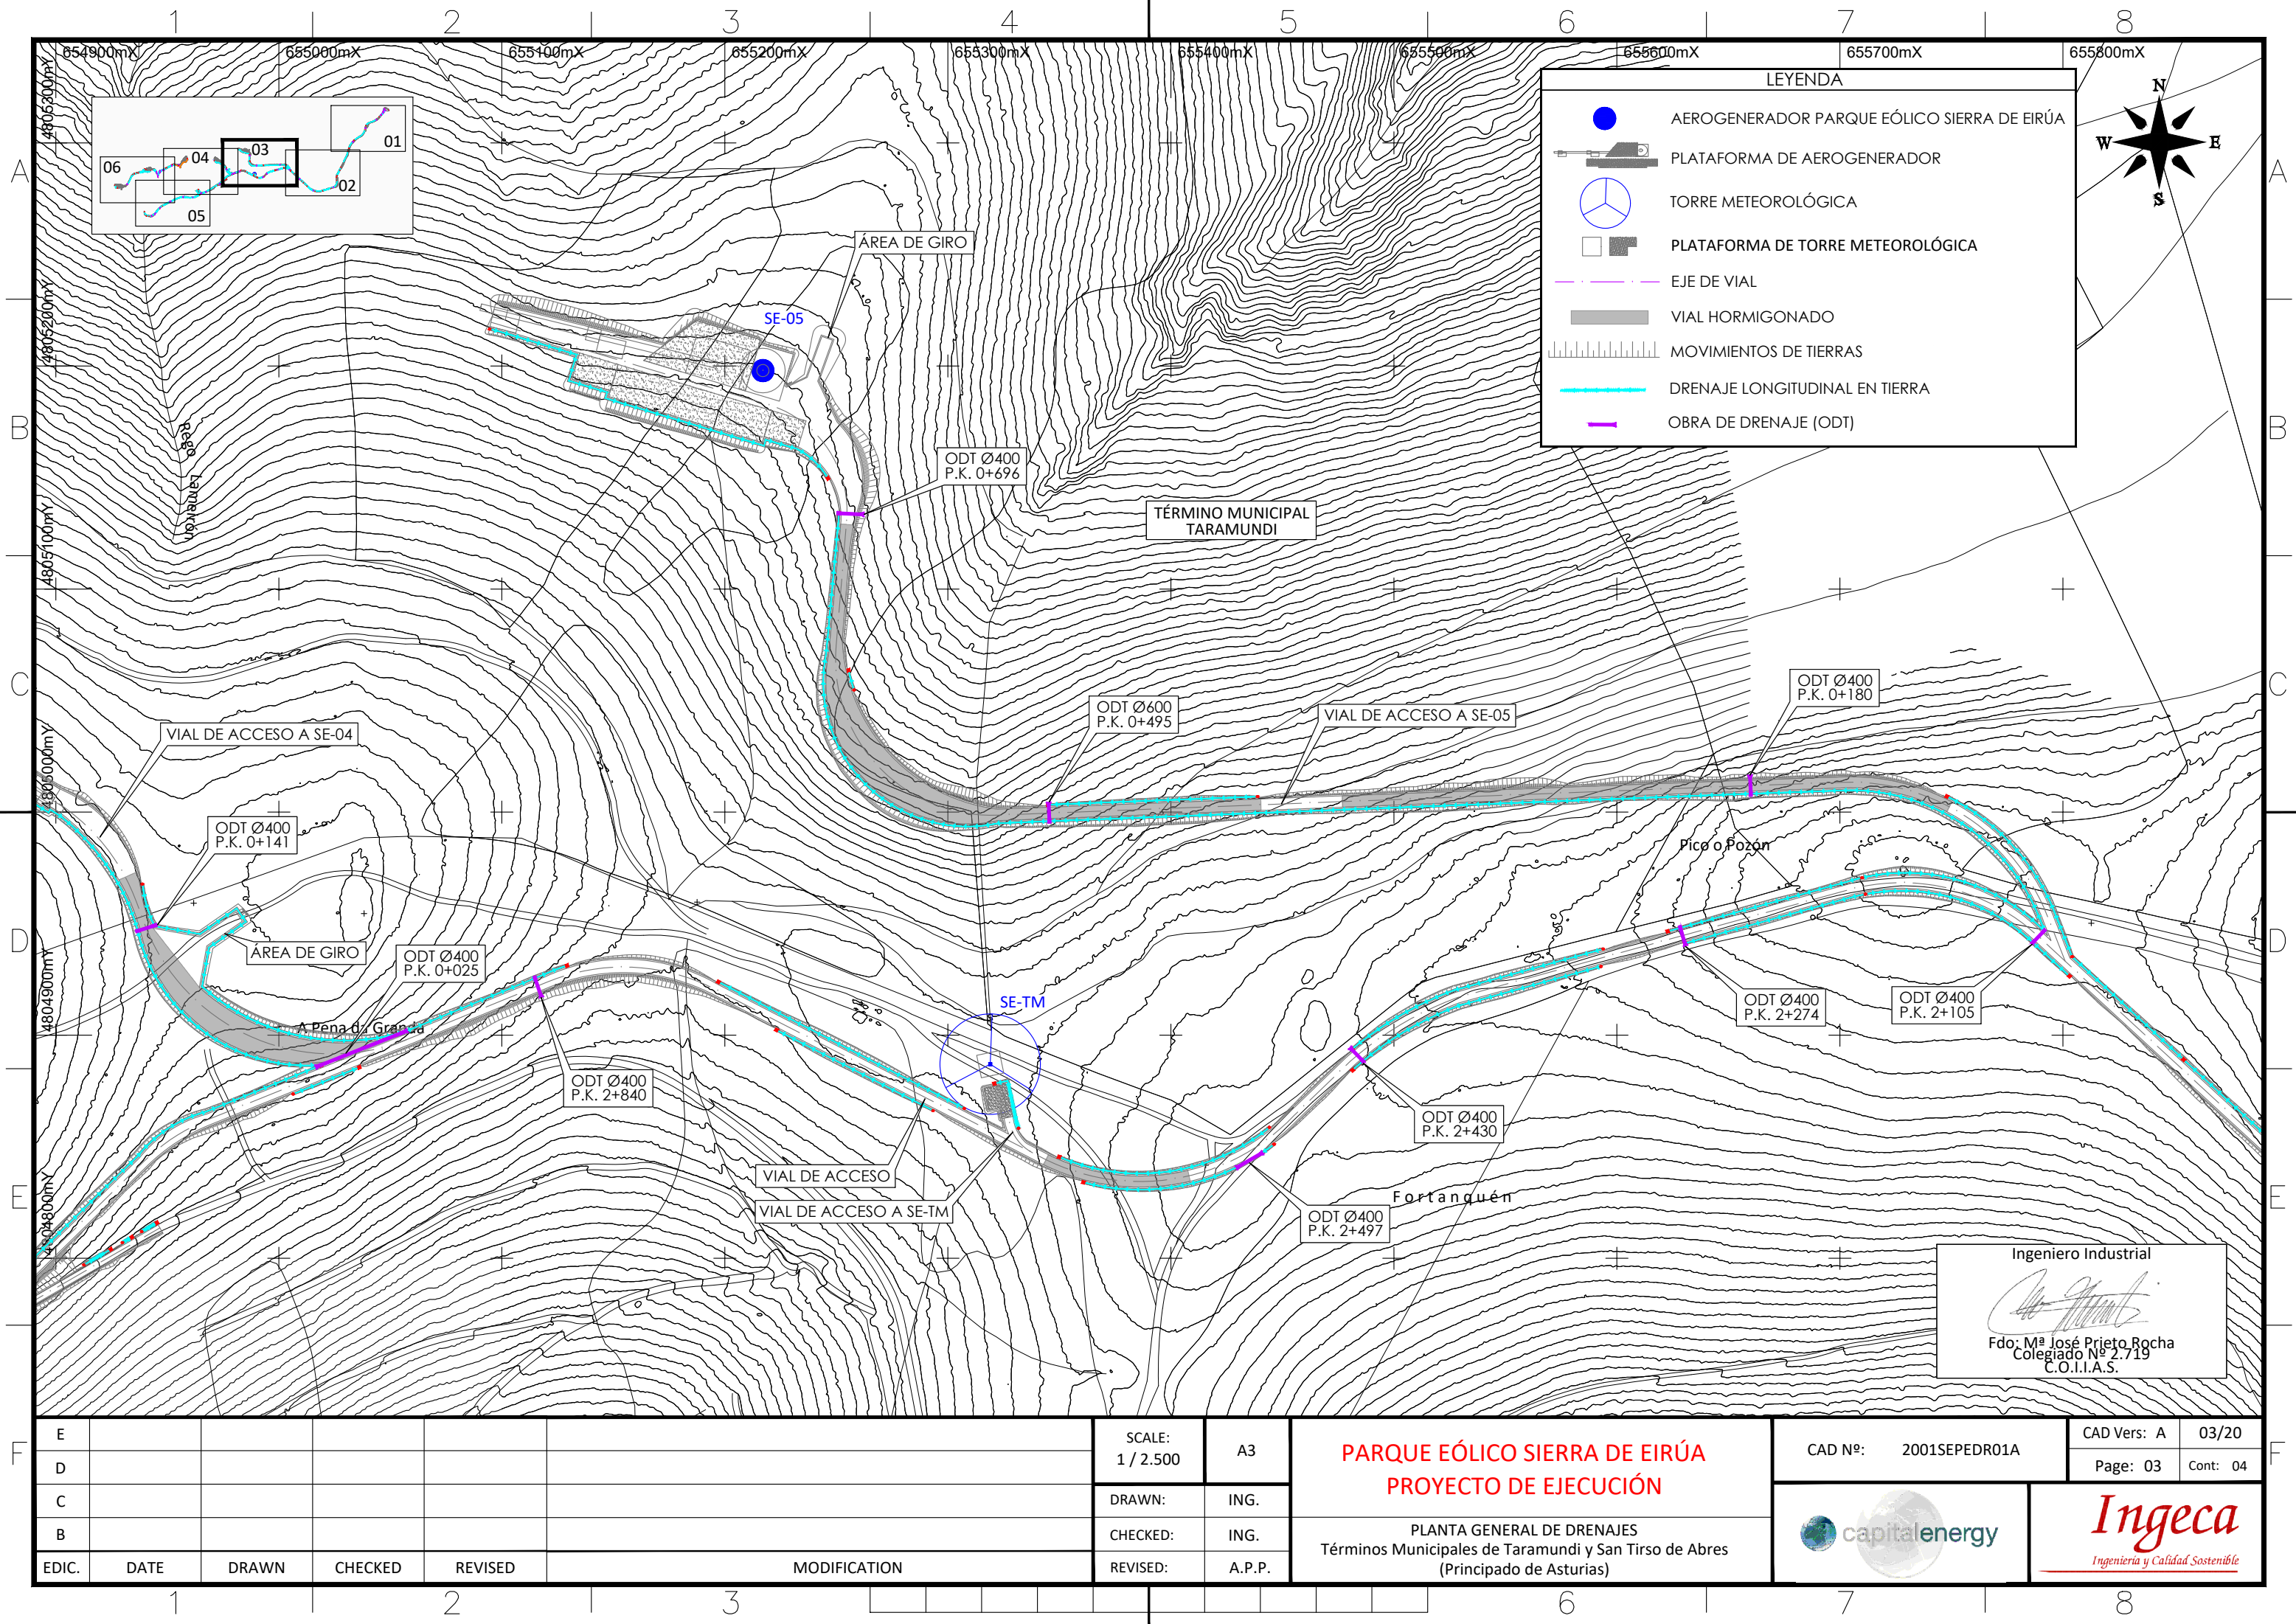 1 2 3 4 5 6 7 8
654900mX 655000mX 655100mX 655200mX 655300mX 655400mX 655500mX 655600mX 655700mX 655800mX
4805300mY
4805200mY
4805100mY
4805000mY
4804900mY
4804800mY
A
B
C
D
E
F
A
B
C
D
E
F
01
02
03
04
05
06
LEYENDA
AEROGENERADOR PARQUE EÓLICO SIERRA DE EIRÚA
PLATAFORMA DE AEROGENERADOR
TORRE METEOROLÓGICA
PLATAFORMA DE TORRE METEOROLÓGICA
EJE DE VIAL
VIAL HORMIGONADO
MOVIMIENTOS DE TIERRAS
DRENAJE LONGITUDINAL EN TIERRA
OBRA DE DRENAJE (ODT)
N
W
E
S
ÁREA DE GIRO
SE-05
Rego Lameirón
ODT Ø400
P.K. 0+696
TÉRMINO MUNICIPAL
TARAMUNDI
ODT Ø400
P.K. 0+180
ODT Ø600
P.K. 0+495
VIAL DE ACCESO A SE-05
VIAL DE ACCESO A SE-04
ODT Ø400
P.K. 0+141
Pico o Pozón
ÁREA DE GIRO
ODT Ø400
P.K. 0+025
A Pena da Granda
SE-TM
ODT Ø400
P.K. 2+274
ODT Ø400
P.K. 2+105
ODT Ø400
P.K. 2+840
ODT Ø400
P.K. 2+430
VIAL DE ACCESO
VIAL DE ACCESO A SE-TM
Fortanquén
ODT Ø400
P.K. 2+497
Ingeniero Industrial
Fdo: Mª José Prieto Rocha
Colegiado Nº 2.719
C.O.I.I.A.S.
E
D
C
B
EDIC. DATE DRAWN CHECKED REVISED MODIFICATION
SCALE:
1 / 2.500
A3
DRAWN: ING.
CHECKED: ING.
REVISED: A.P.P.
PARQUE EÓLICO SIERRA DE EIRÚA
PROYECTO DE EJECUCIÓN
PLANTA GENERAL DE DRENAJES
Términos Municipales de Taramundi y San Tirso de Abres
(Principado de Asturias)
CAD Nº: 2001SEPEDR01A
CAD Vers: A 03/20
Page: 03 Cont: 04
capitalenergy
Ingeca
Ingeniería y Calidad Sostenible
1 2 3 6 7 8